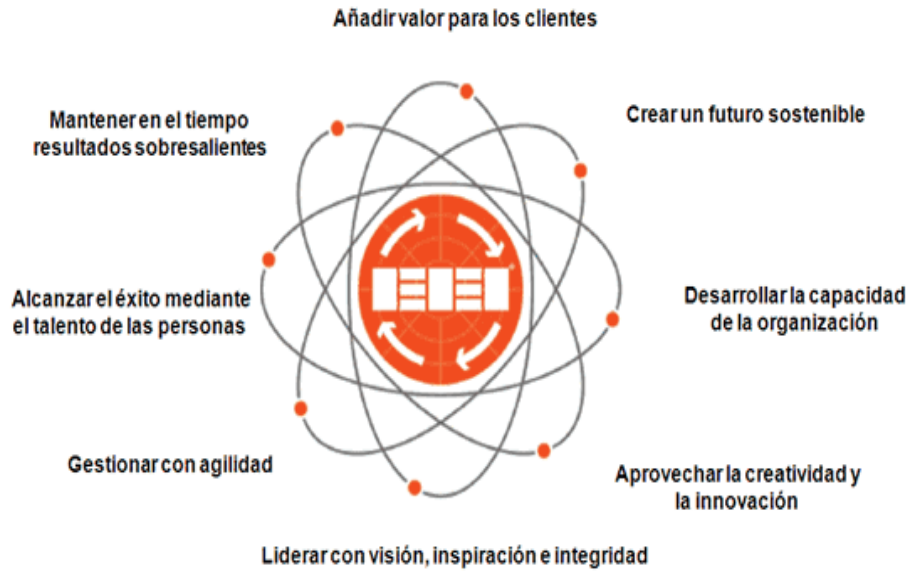 Añadir valor para los clientes
Crear un futuro sostenible
Desarrollar la capacidad
de la organización
Aprovechar la creatividad y
la innovación
Liderar con visión, inspiración e integridad
Gestionar con agilidad
Alcanzar el éxito mediante
el talento de las personas
Mantener en el tiempo
resultados sobresalientes